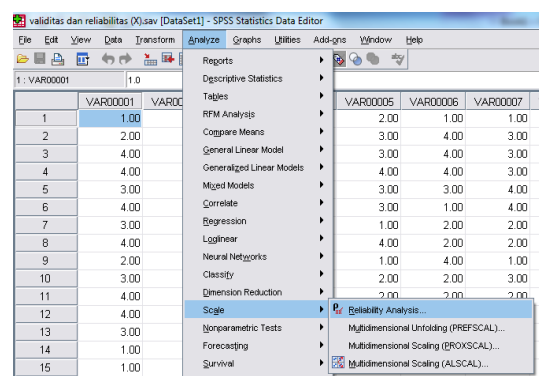 validitas dan reliabilitas (X).sav [DataSet1] - SPSS Statistics Data Editor
File Edit View Data Transform Analyze Graphs Utilities Add-ons Window Help
1 : VAR00001 1.0
VAR00001 VAR00 VAR00005 VAR00006 VAR00007
1 1.00 2.00 1.00 1.00
2 2.00 3.00 4.00 3.00
3 4.00 3.00 4.00 3.00
4 4.00 4.00 4.00 3.00
5 3.00 3.00 3.00 4.00
6 4.00 3.00 1.00 4.00
7 3.00 1.00 2.00 2.00
8 4.00 4.00 2.00 2.00
9 2.00 1.00 4.00 1.00
10 3.00 2.00 2.00 3.00
11 4.00 2.00 2.00 2.00
12 4.00
13 3.00
14 1.00
15 1.00
Reports
Descriptive Statistics
Tables
RFM Analysis
Compare Means
General Linear Model
Generalized Linear Models
Mixed Models
Correlate
Regression
Loglinear
Neural Networks
Classify
Dimension Reduction
Scale
Nonparametric Tests
Forecasting
Survival
Reliability Analysis...
Multidimensional Unfolding (PREFSCAL)...
Multidimensional Scaling (PROXSCAL)...
Multidimensional Scaling (ALSCAL)...